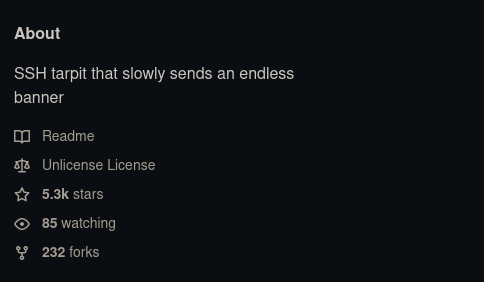 About
SSH tarpit that slowly sends an endless
banner
Readme
Unlicense License
5.3k stars
85 watching
232 forks